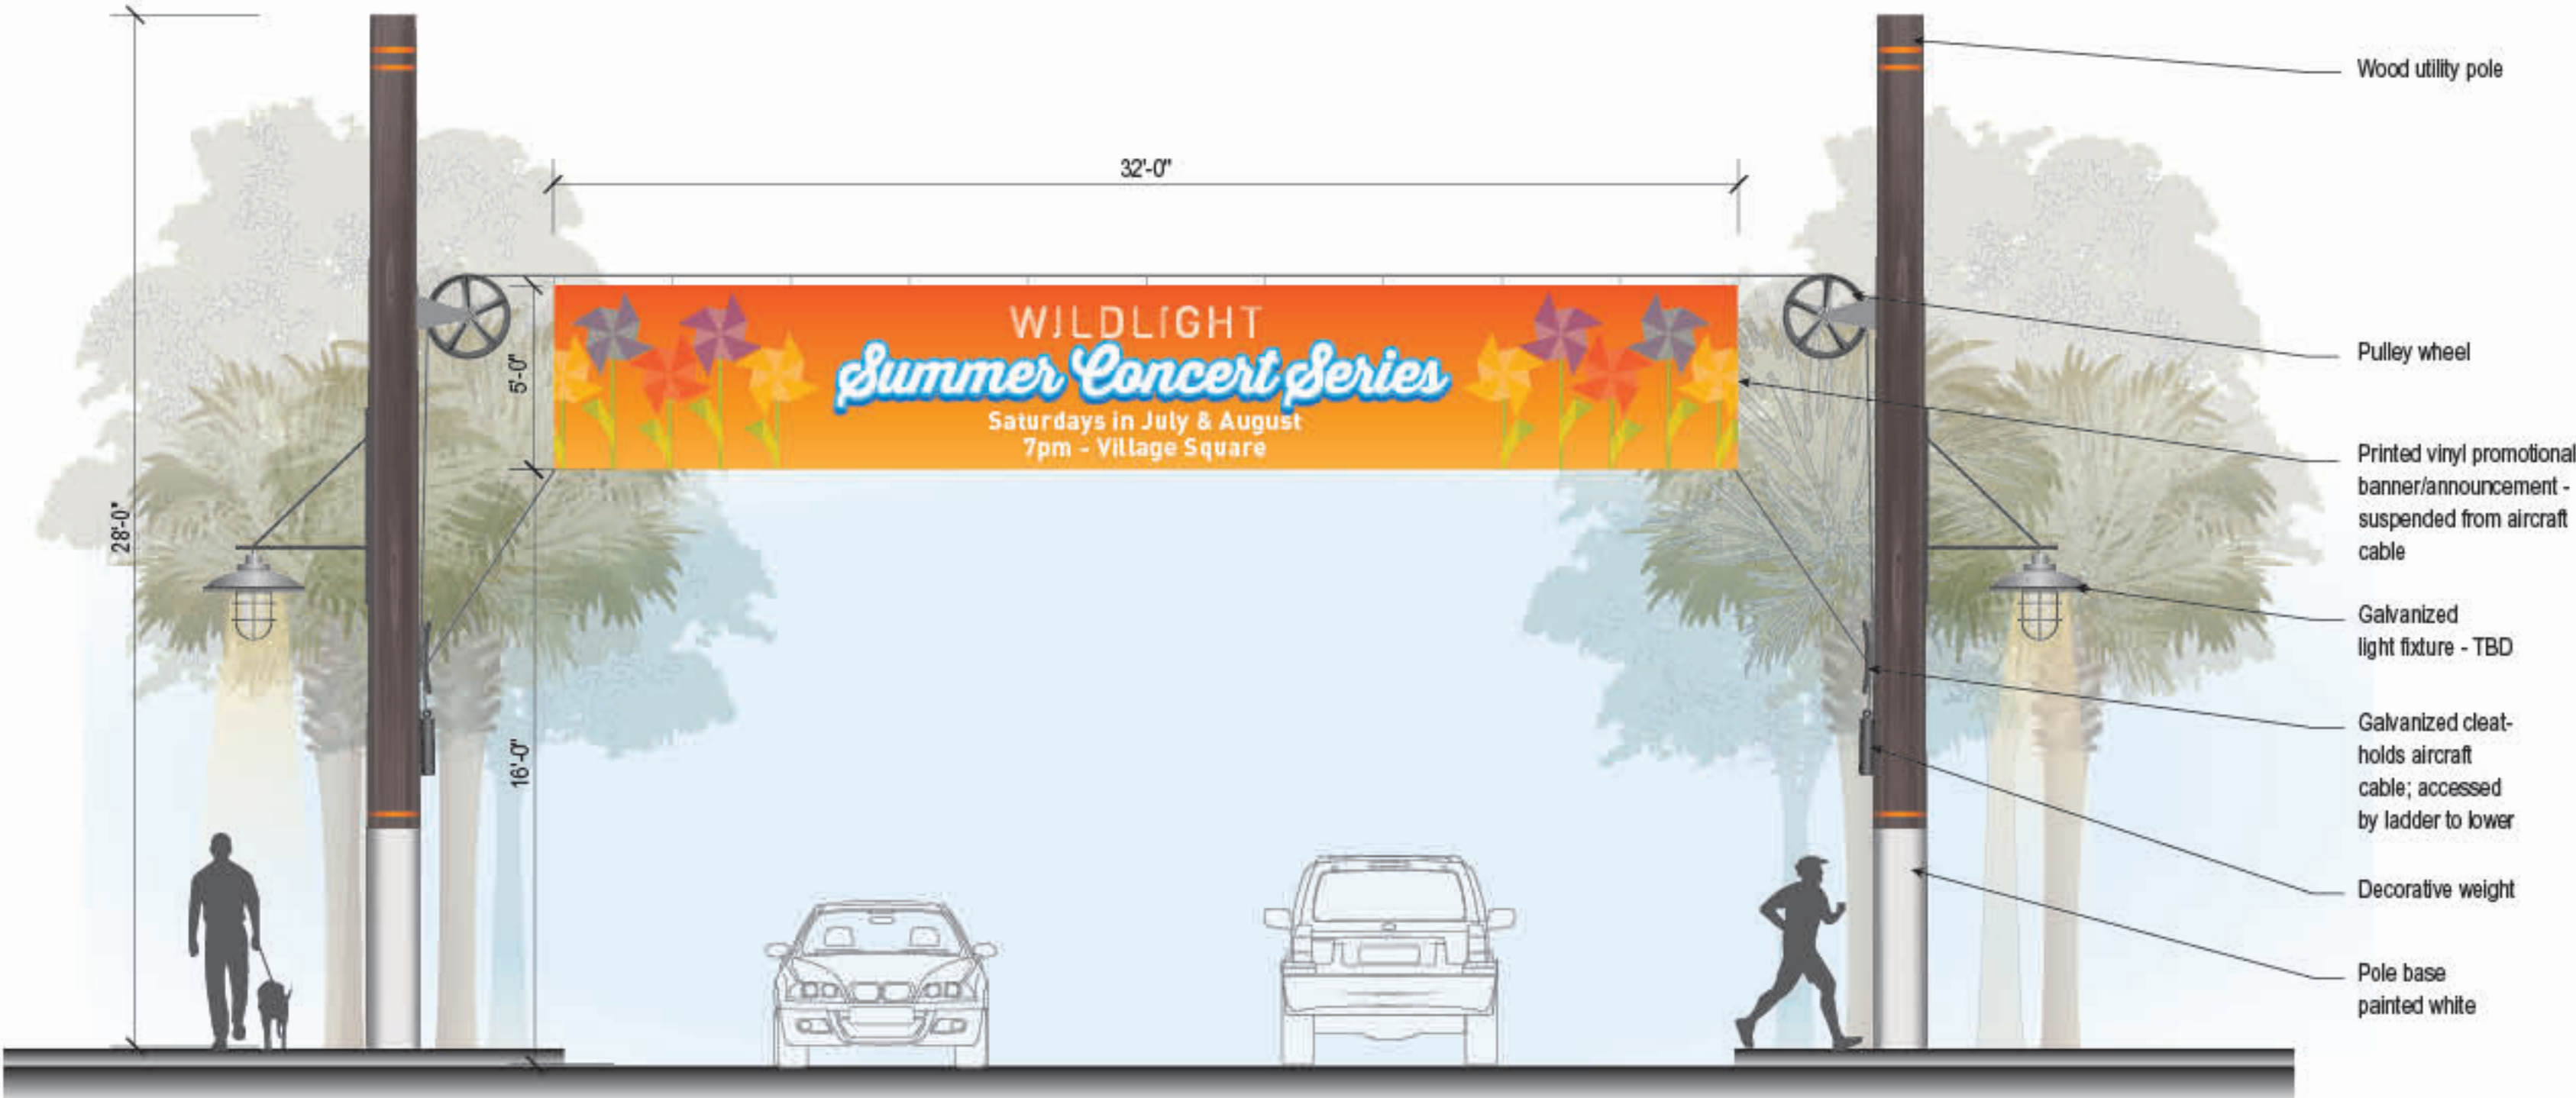 Wood utility pole
32'-0"
WILDLIGHT
Summer Concert Series
Saturdays in July & August
7pm - Village Square
5'-0"
28'-0"
16'-0"
Pulley wheel
Printed vinyl promotional
banner/announcement -
suspended from aircraft
cable
Galvanized
light fixture - TBD
Galvanized cleat-
holds aircraft
cable; accessed
by ladder to lower
Decorative weight
Pole base
painted white